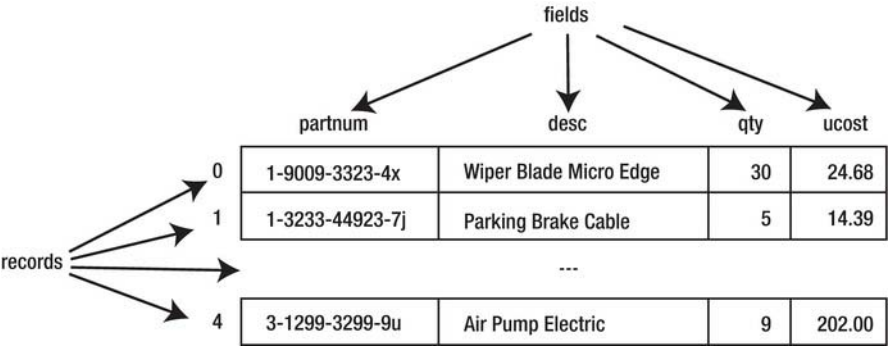 fields
partnum desc qty ucost
0 1-9009-3323-4x Wiper Blade Micro Edge 30 24.68
1 1-3233-44923-7j Parking Brake Cable 5 14.39
records ---
4 3-1299-3299-9u Air Pump Electric 9 202.00